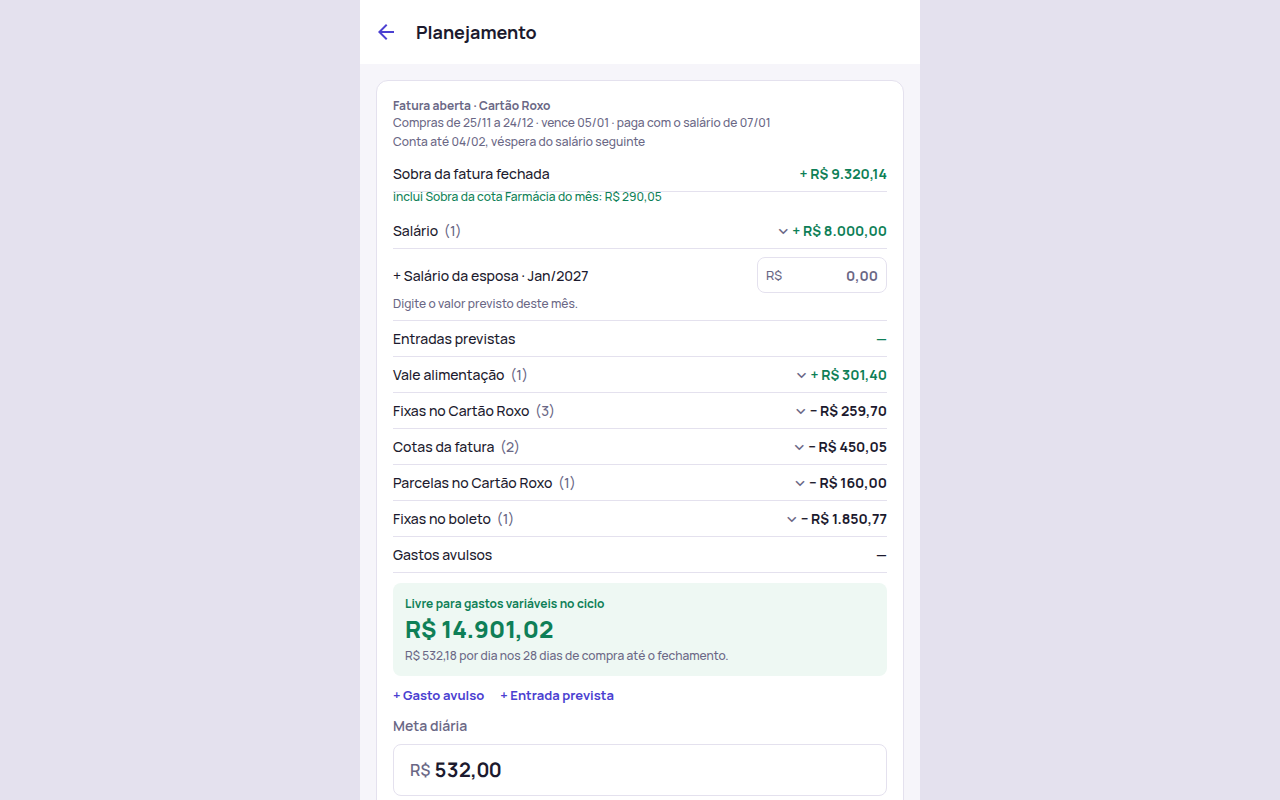 Planejamento
Fatura aberta · Cartão Roxo
Compras de 25/11 a 24/12 · vence 05/01 · paga com o salário de 07/01
Conta até 04/02, véspera do salário seguinte
Sobra da fatura fechada + R$ 9.320,14
inclui Sobra da cota Farmácia do mês: R$ 290,05
Salário (1) + R$ 8.000,00
+ Salário da esposa · Jan/2027 R$ 0,00
Digite o valor previsto deste mês.
Entradas previstas —
Vale alimentação (1) + R$ 301,40
Fixas no Cartão Roxo (3) − R$ 259,70
Cotas da fatura (2) − R$ 450,05
Parcelas no Cartão Roxo (1) − R$ 160,00
Fixas no boleto (1) − R$ 1.850,77
Gastos avulsos —
Livre para gastos variáveis no ciclo
R$ 14.901,02
R$ 532,18 por dia nos 28 dias de compra até o fechamento.
+ Gasto avulso + Entrada prevista
Meta diária
R$ 532,00